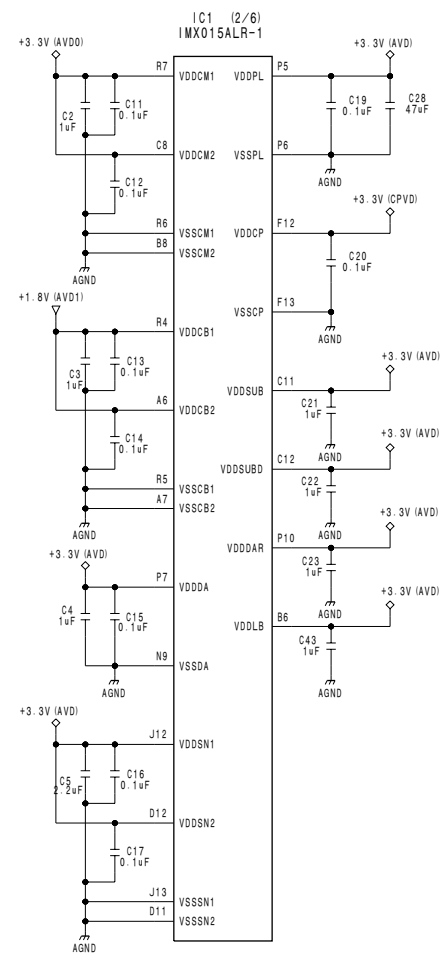 IC1 (2/6)
IMX015ALR-1
+3.3V(AVD0)
R7
VDDCM1
C2
1uF
C11
0.1uF
C8
VDDCM2
C12
0.1uF
R6
VSSCM1
B8
VSSCM2
AGND
+1.8V(AVD1)
R4
VDDCB1
C3
1uF
C13
0.1uF
A6
VDDCB2
C14
0.1uF
R5
VSSCB1
A7
VSSCB2
AGND
+3.3V(AVD)
P7
VDDDA
C4
1uF
C15
0.1uF
N9
VSSDA
AGND
+3.3V(AVD)
J12
VDDSN1
C5
2.2uF
C16
0.1uF
D12
VDDSN2
C17
0.1uF
J13
VSSSN1
D11
VSSSN2
AGND
+3.3V(AVD)
P5
VDDPL
C19
0.1uF
C28
47uF
P6
VSSPL
AGND
+3.3V(CPVD)
F12
VDDCP
C20
0.1uF
F13
VSSCP
AGND
+3.3V(AVD)
C11
VDDSUB
C21
1uF
AGND
+3.3V(AVD)
C12
VDDSUBD
C22
1uF
AGND
+3.3V(AVD)
P10
VDDDAR
C23
1uF
AGND
+3.3V(AVD)
B6
VDDLB
C43
1uF
AGND